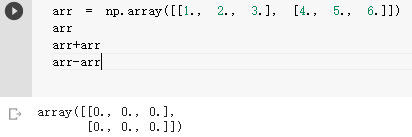 arr = np.array([[1., 2., 3.], [4., 5., 6.]])
arr
arr+arr
arr-arr
array([[0., 0., 0.],
[0., 0., 0.]])